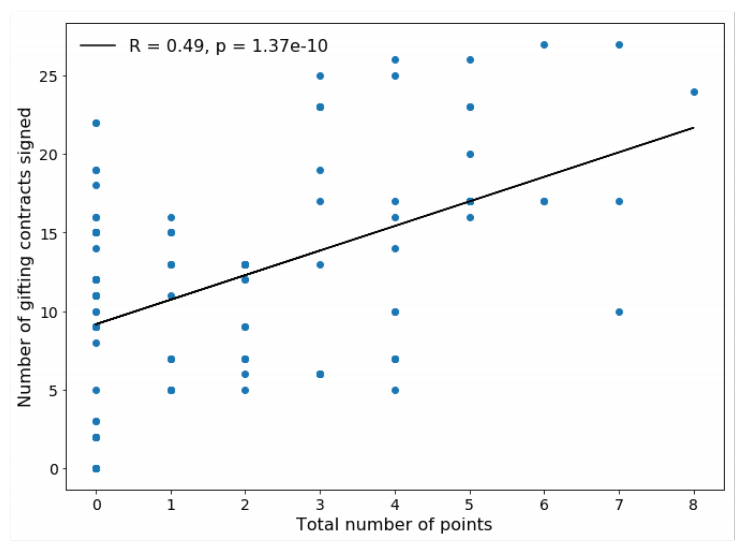 R = 0.49, p = 1.37e-10
Number of gifting contracts signed
25
20
15
10
5
0
0 1 2 3 4 5 6 7 8
Total number of points